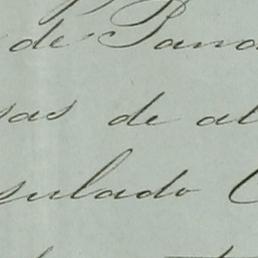 de Pana
sas de al
sulado C